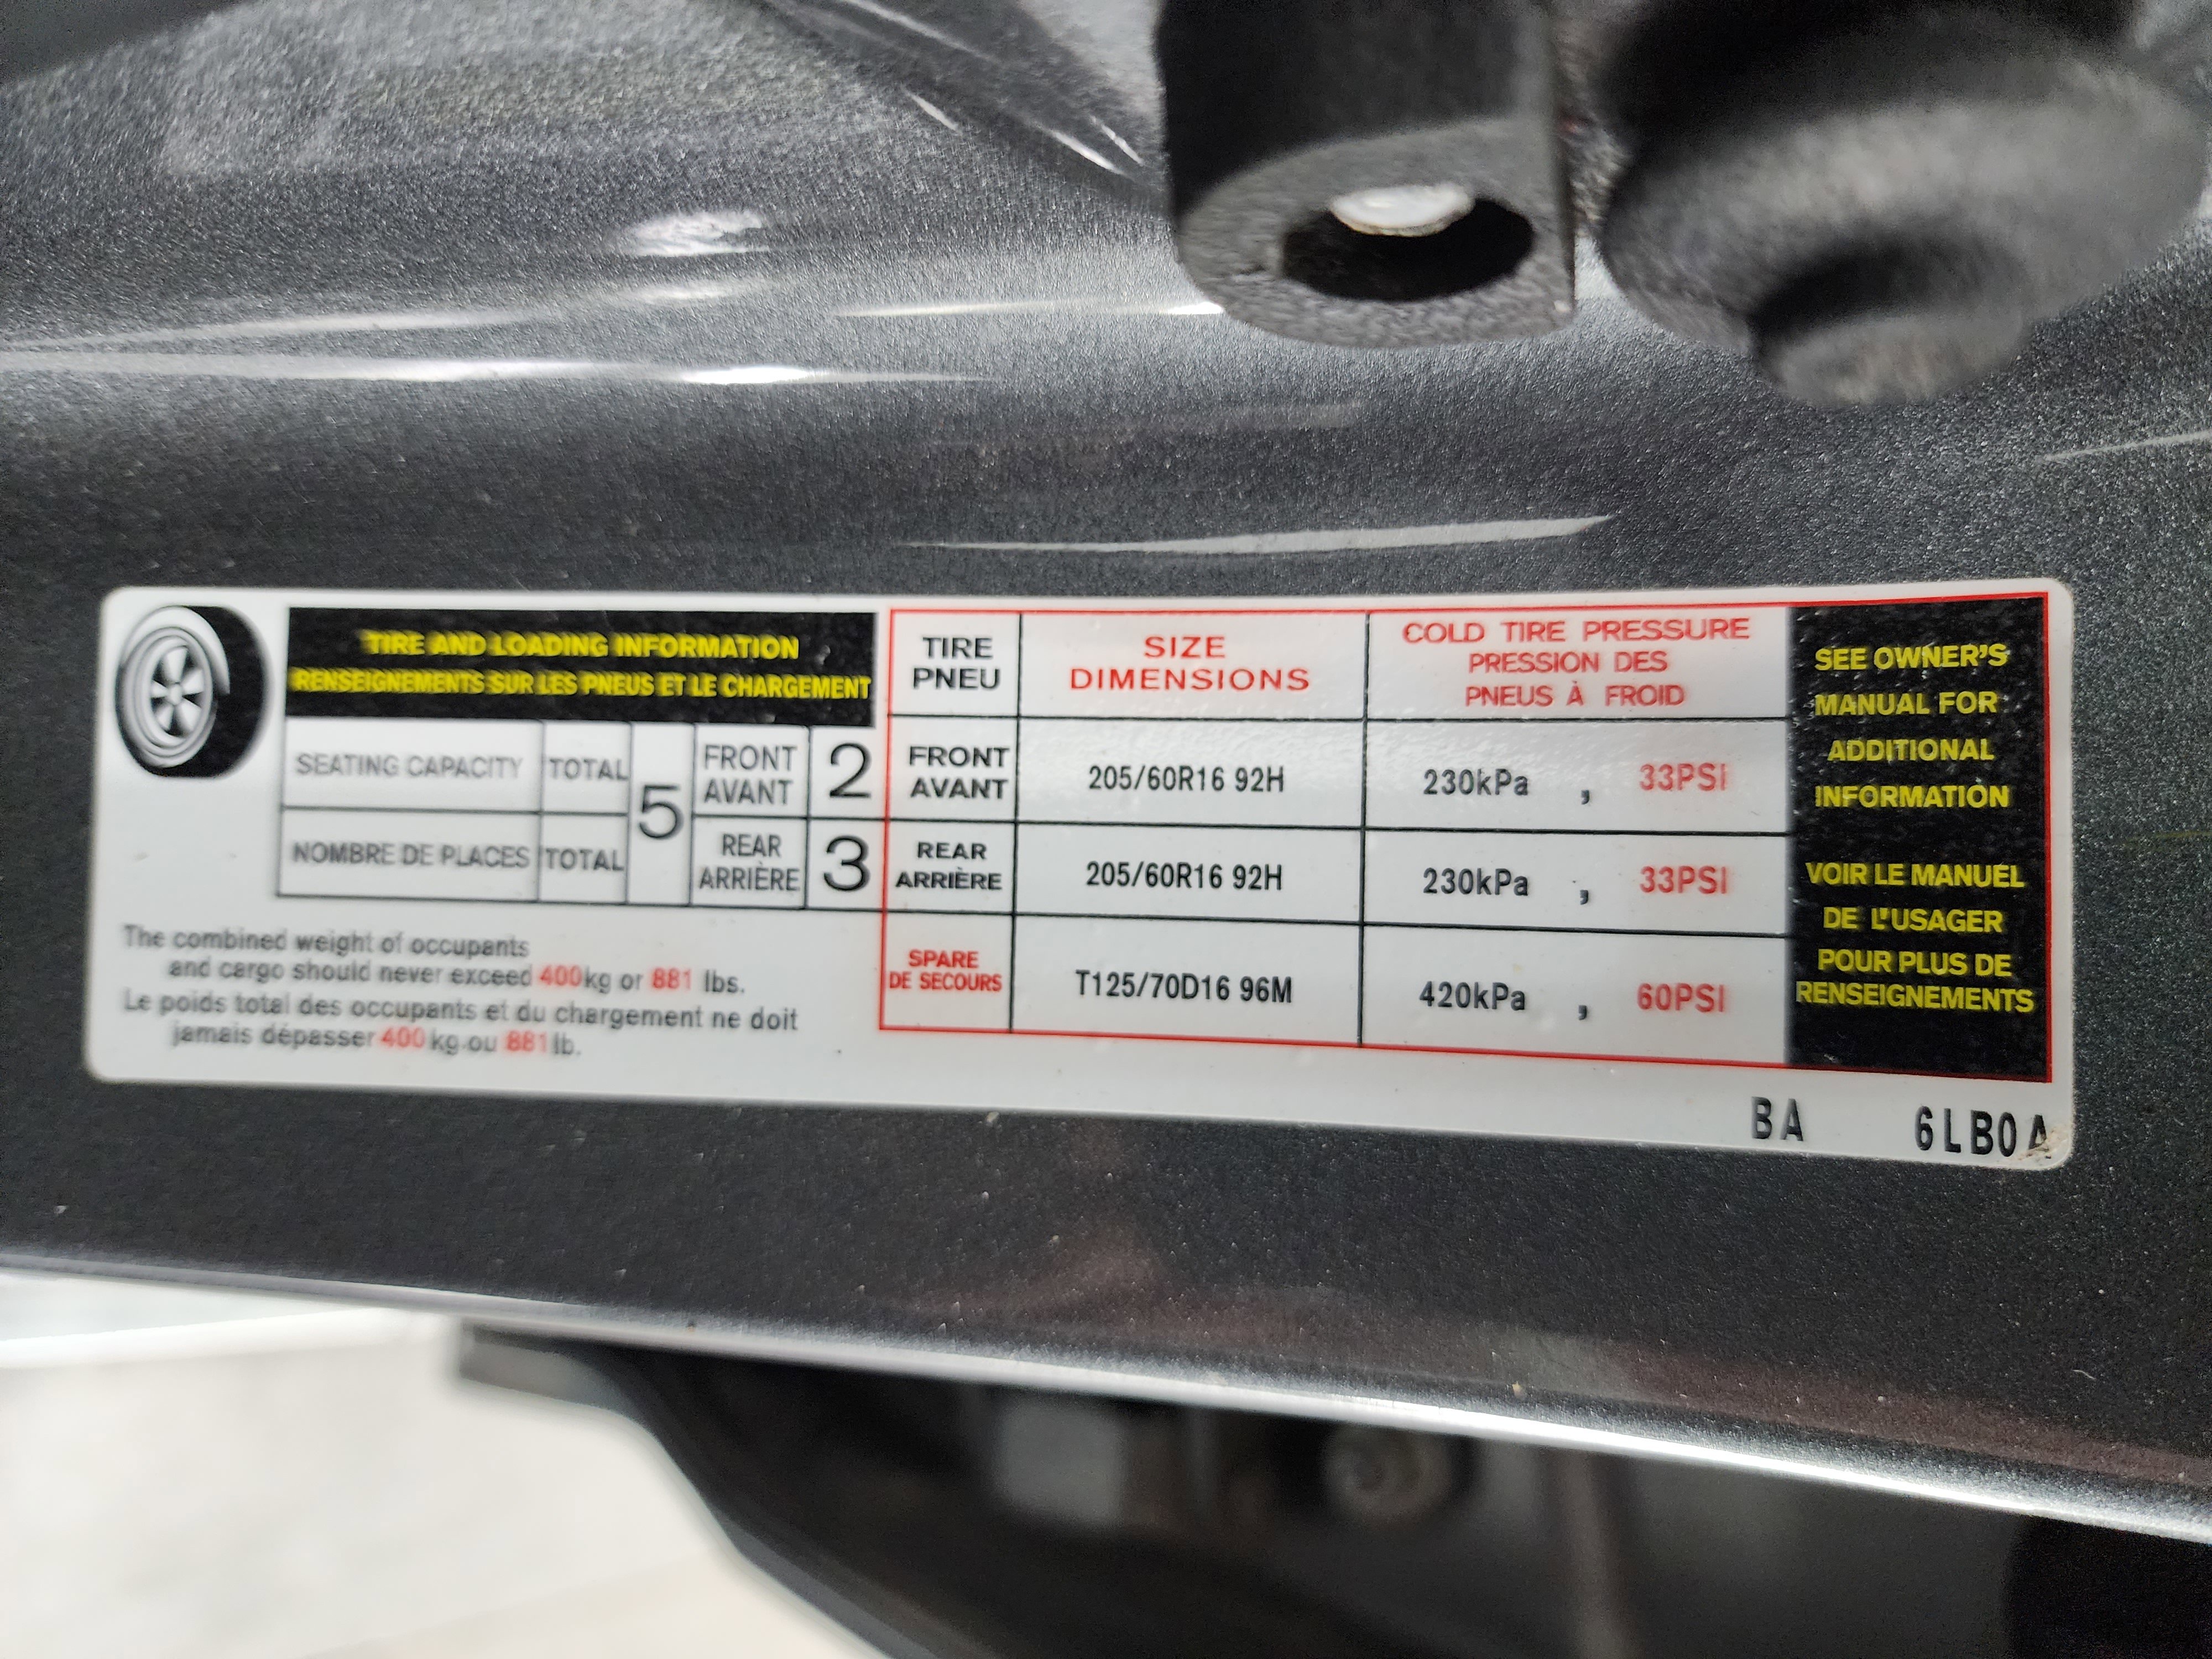 TIRE AND LOADING INFORMATION
RENSEIGNEMENTS SUR LES PNEUS ET LE CHARGEMENT
SEATING CAPACITY TOTAL 5 FRONT AVANT 2
NOMBRE DE PLACES TOTAL REAR ARRIÈRE 3
The combined weight of occupants
and cargo should never exceed 400kg or 881 lbs.
Le poids total des occupants et du chargement ne doit
jamais dépasser 400kg ou 881 lb.
TIRE PNEU
SIZE
DIMENSIONS
COLD TIRE PRESSURE
PRESSION DES
PNEUS À FROID
FRONT AVANT 205/60R16 92H 230kPa , 33PSI
REAR ARRIÈRE 205/60R16 92H 230kPa , 33PSI
SPARE DE SECOURS T125/70D16 96M 420kPa , 60PSI
SEE OWNER'S
MANUAL FOR
ADDITIONAL
INFORMATION
VOIR LE MANUEL
DE L'USAGER
POUR PLUS DE
RENSEIGNEMENTS
BA 6LB0A